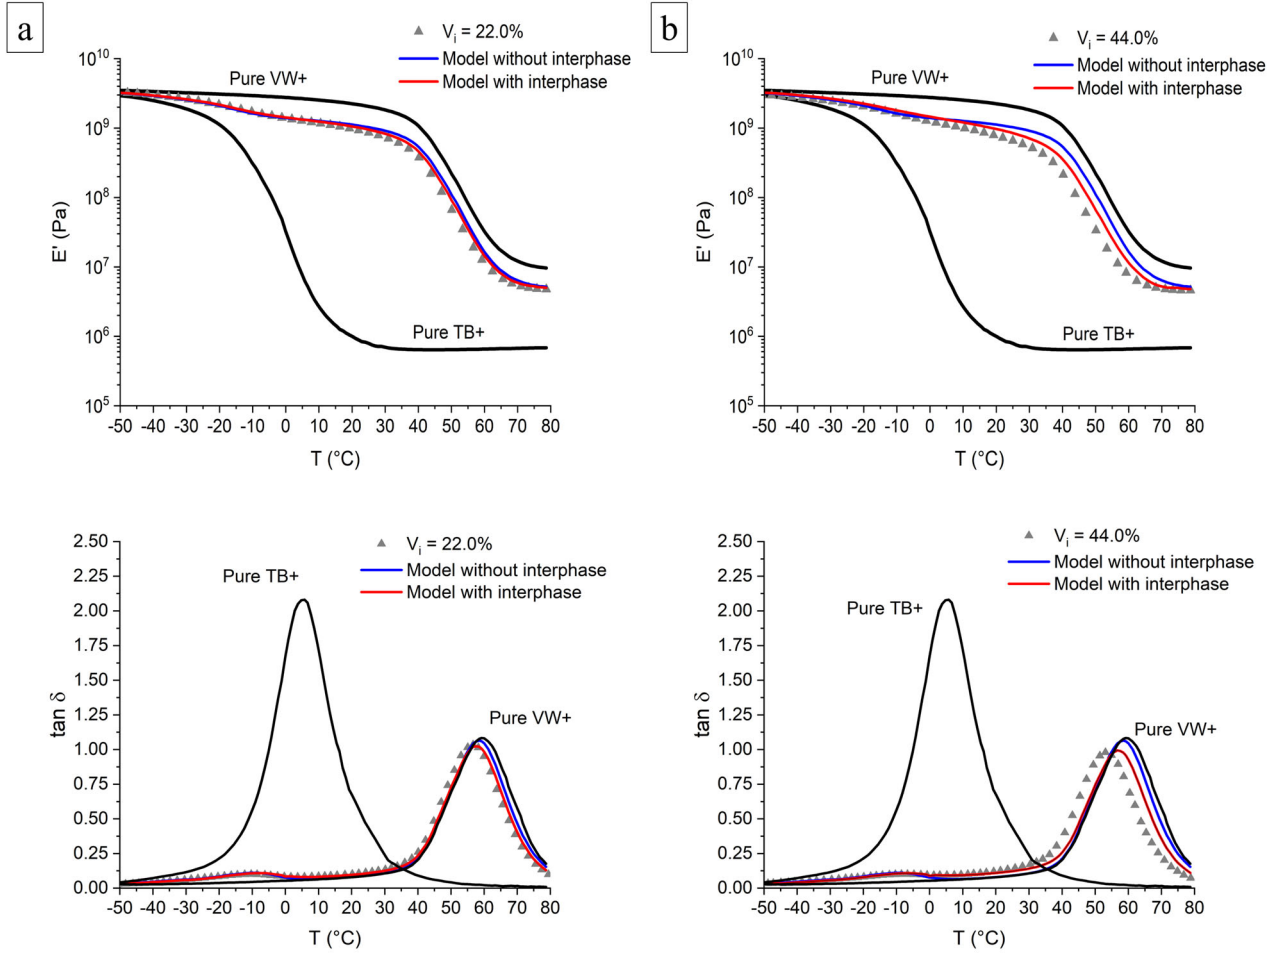 a
V_i = 22.0%
Model without interphase
Model with interphase
Pure VW+
Pure TB+
E' (Pa)
10^10
10^9
10^8
10^7
10^6
10^5
-50 -40 -30 -20 -10 0 10 20 30 40 50 60 70 80
T (°C)
b
V_i = 44.0%
Model without interphase
Model with interphase
Pure VW+
Pure TB+
E' (Pa)
10^10
10^9
10^8
10^7
10^6
10^5
-50 -40 -30 -20 -10 0 10 20 30 40 50 60 70 80
T (°C)
V_i = 22.0%
Model without interphase
Model with interphase
Pure TB+
Pure VW+
tan δ
2.50
2.25
2.00
1.75
1.50
1.25
1.00
0.75
0.50
0.25
0.00
-50 -40 -30 -20 -10 0 10 20 30 40 50 60 70 80
T (°C)
V_i = 44.0%
Model without interphase
Model with interphase
Pure TB+
Pure VW+
tan δ
2.50
2.25
2.00
1.75
1.50
1.25
1.00
0.75
0.50
0.25
0.00
-50 -40 -30 -20 -10 0 10 20 30 40 50 60 70 80
T (°C)